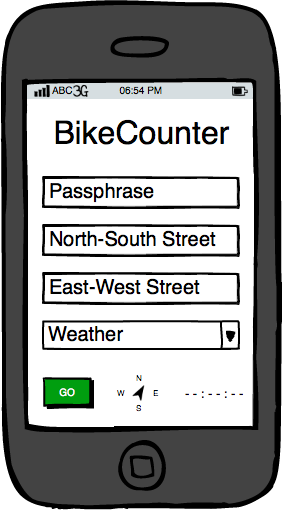 ABC 3G 06:54 PM
BikeCounter
Passphrase
North-South Street
East-West Street
Weather
N
GO W E --:--:--
S